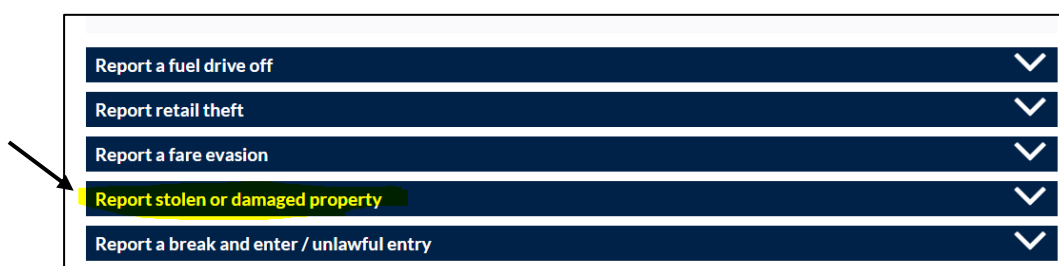 Report a fuel drive off
Report retail theft
Report a fare evasion
Report stolen or damaged property
Report a break and enter / unlawful entry